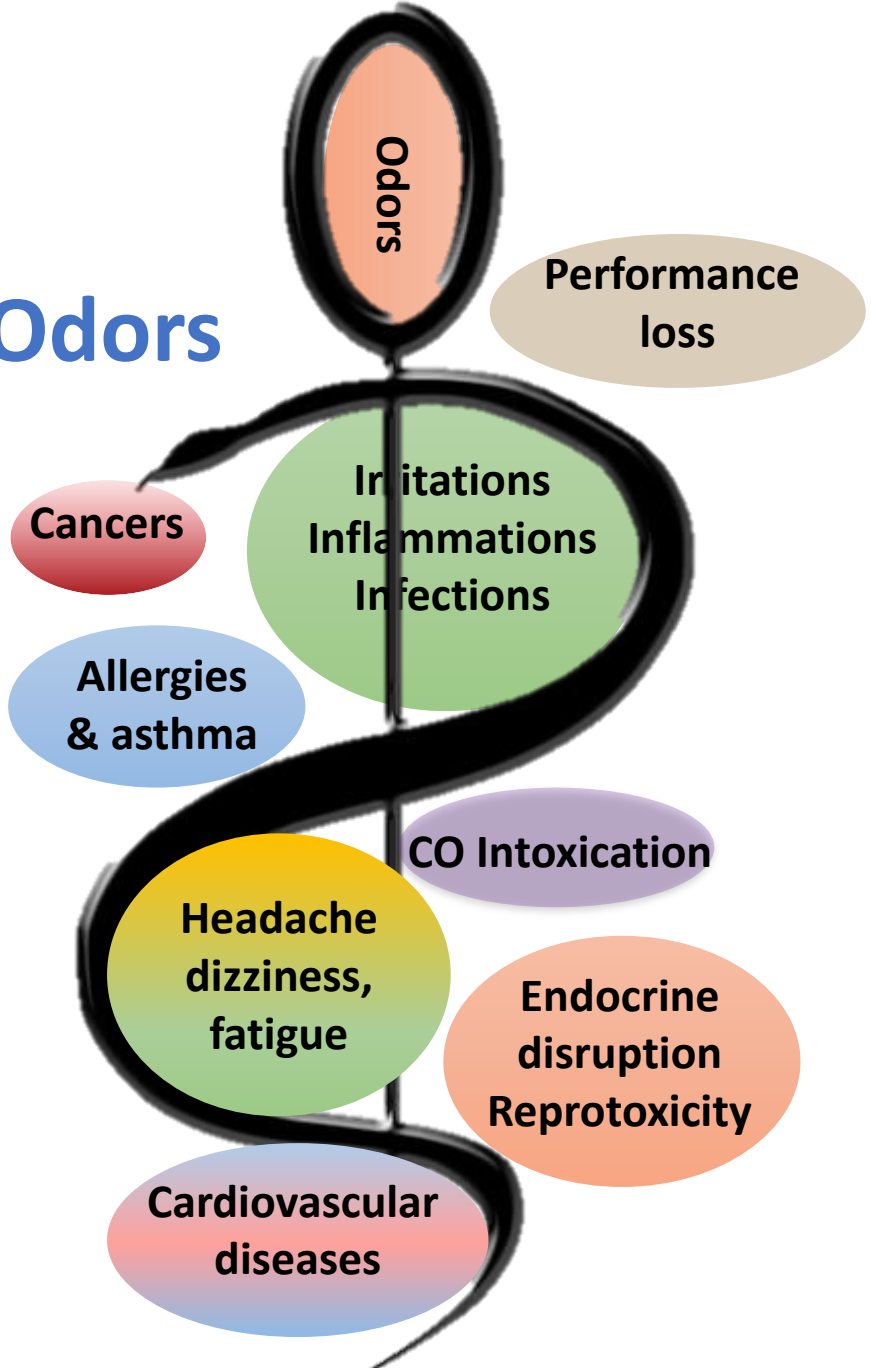 Odors
Performance
loss
Odors
Irritations
Inflammations
Infections
Cancers
Allergies
& asthma
CO Intoxication
Headache
dizziness,
fatigue
Endocrine
disruption
Reprotoxicity
Cardiovascular
diseases